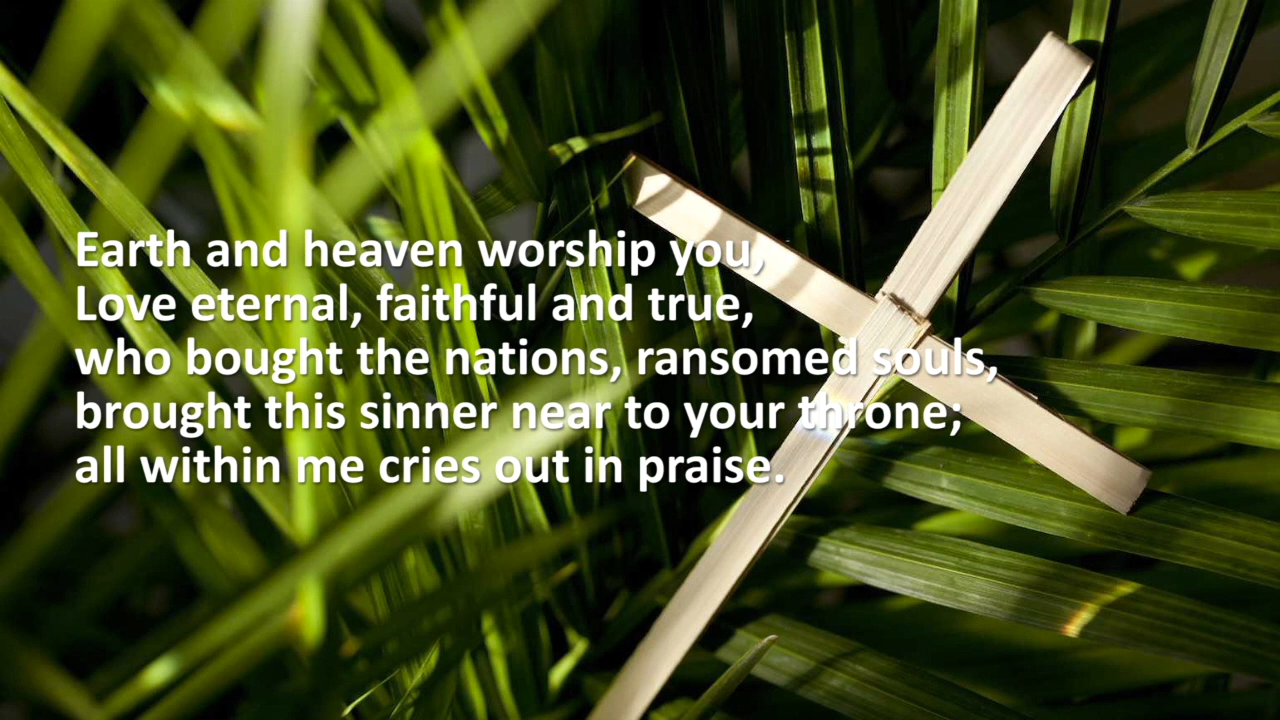 Earth and heaven worship you,
Love eternal, faithful and true,
who bought the nations, ransomed souls,
brought this sinner near to your throne;
all within me cries out in praise.